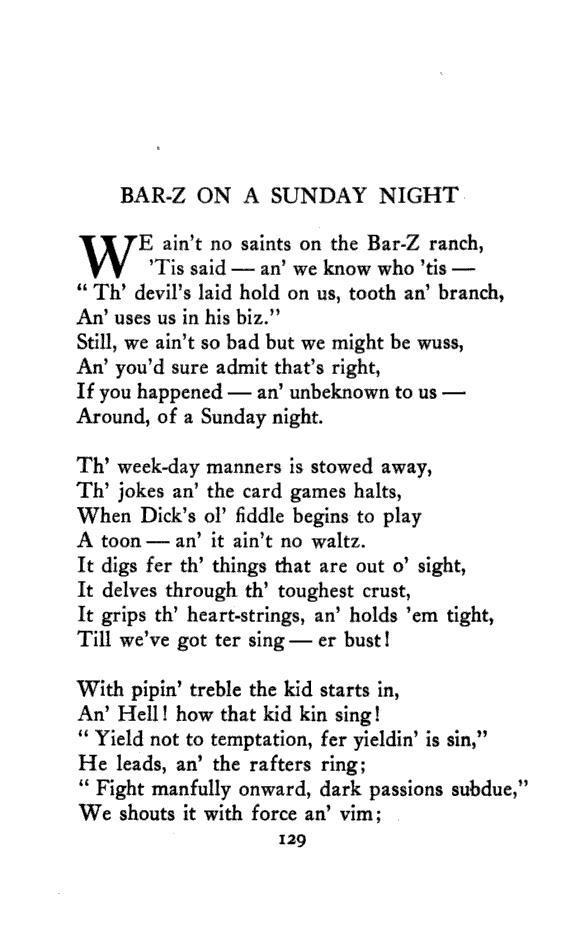 BAR-Z ON A SUNDAY NIGHT
WE ain't no saints on the Bar-Z ranch,
'Tis said — an' we know who 'tis —
“ Th' devil's laid hold on us, tooth an' branch,
An' uses us in his biz.”
Still, we ain't so bad but we might be wuss,
An' you'd sure admit that's right,
If you happened — an' unbeknown to us —
Around, of a Sunday night.
Th' week-day manners is stowed away,
Th' jokes an' the card games halts,
When Dick's ol' fiddle begins to play
A toon — an' it ain't no waltz.
It digs fer th' things that are out o' sight,
It delves through th' toughest crust,
It grips th' heart-strings, an' holds 'em tight,
Till we've got ter sing — er bust!
With pipin' treble the kid starts in,
An' Hell! how that kid kin sing!
“ Yield not to temptation, fer yieldin' is sin,”
He leads, an' the rafters ring;
“ Fight manfully onward, dark passions subdue,”
We shouts it with force an' vim;
129